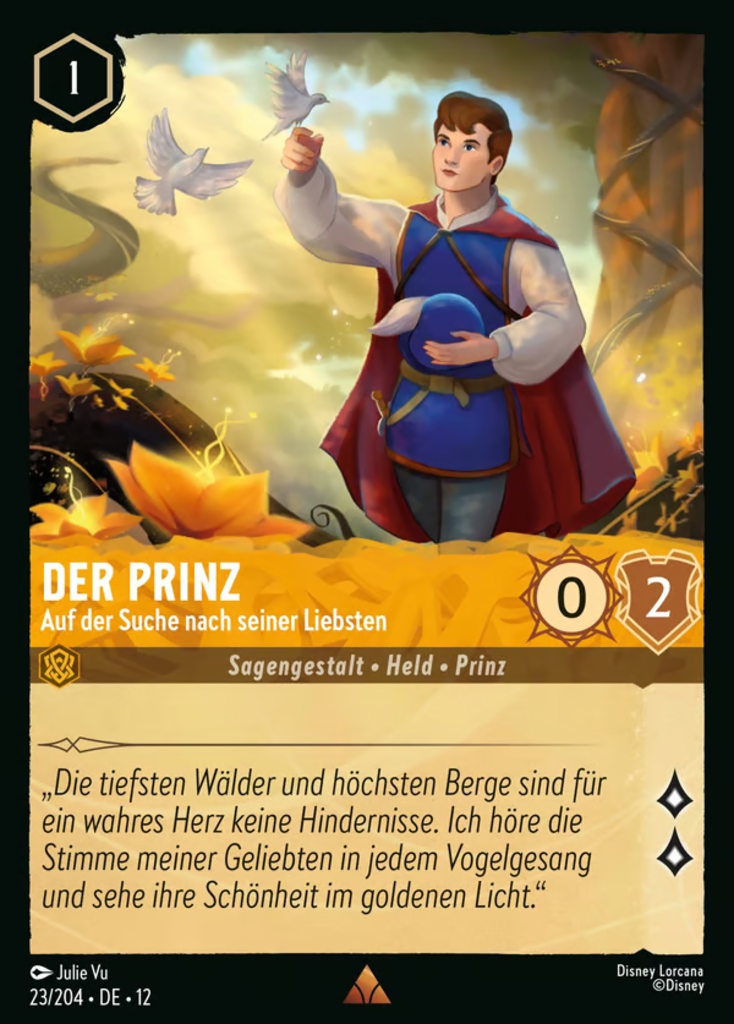 1
DER PRINZ
Auf der Suche nach seiner Liebsten
0
2
Sagengestalt • Held • Prinz
„Die tiefsten Wälder und höchsten Berge sind für
ein wahres Herz keine Hindernisse. Ich höre die
Stimme meiner Geliebten in jedem Vogelgesang
und sehe ihre Schönheit im goldenen Licht.“
Julie Vu
23/204 • DE • 12
Disney Lorcana
©Disney